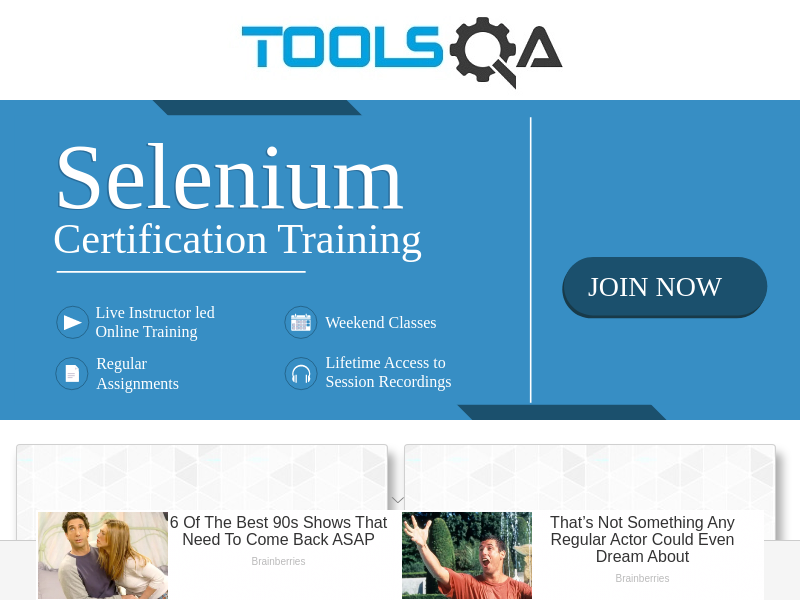 TOOLSQA
Selenium
Certification Training
JOIN NOW
Live Instructor led
Online Training
Weekend Classes
Regular
Assignments
Lifetime Access to
Session Recordings
6 Of The Best 90s Shows That
Need To Come Back ASAP
Brainberries
That’s Not Something Any
Regular Actor Could Even
Dream About
Brainberries